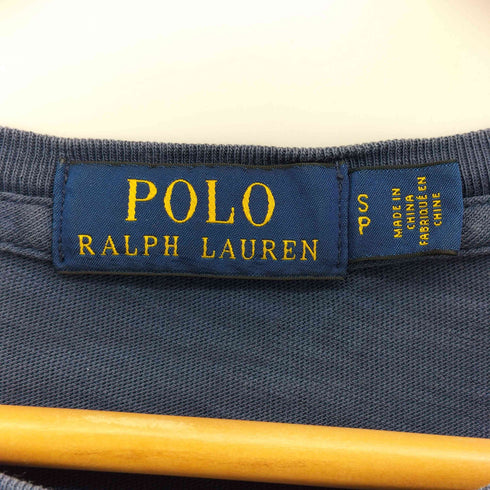 POLO
RALPH LAUREN
S
P
MADE IN
CHINA
FABRIQUÉ EN
CHINE